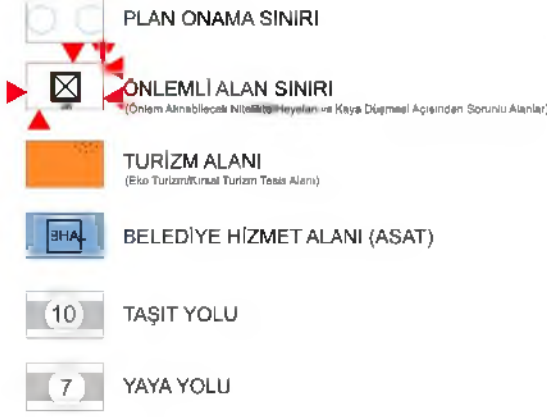 PLAN ONAMA SINIRI
ÖNLEMLİ ALAN SINIRI
(Önlem Alınabilecek Nitelikte Heyelan ve Kaya Düşmesi Açısından Sorunlu Alanlar)
TURİZM ALANI
(Eko Turizm/Kırsal Turizm Tesis Alanı)
BHA
BELEDİYE HİZMET ALANI (ASAT)
10
TAŞIT YOLU
7
YAYA YOLU